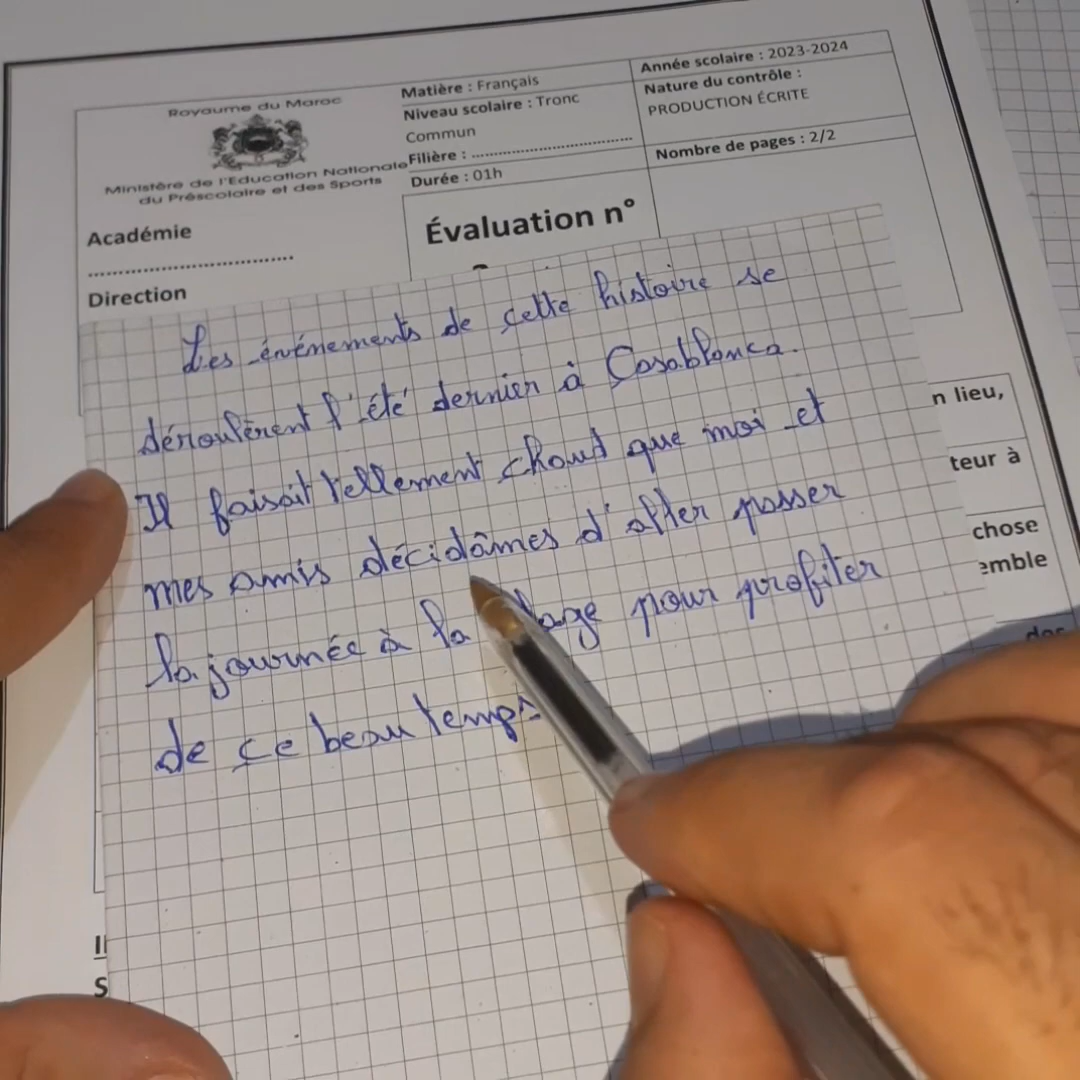 Royaume du Maroc
Ministère de l'Education Nationale
du Préscolaire et des Sports
Académie
Direction
Matière : Français
Niveau scolaire : Tronc
Commun
Filière :
Durée : 01h
Évaluation n°
Année scolaire : 2023-2024
Nature du contrôle :
PRODUCTION ÉCRITE
Nombre de pages : 2/2
Les événements de cette histoire se
déroulèrent l'été dernier à Casablanca.
Il faisait tellement chaud que moi et
mes amis décidâmes d'aller passer
la journée à la lage pour profiter
de ce beau temps
n lieu,
teur à
chose
emble